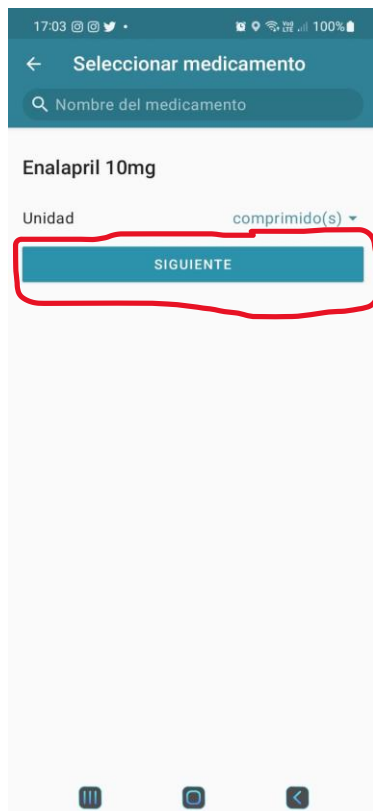 17:03 100%
Seleccionar medicamento
Nombre del medicamento
Enalapril 10mg
Unidad comprimido(s)
SIGUIENTE